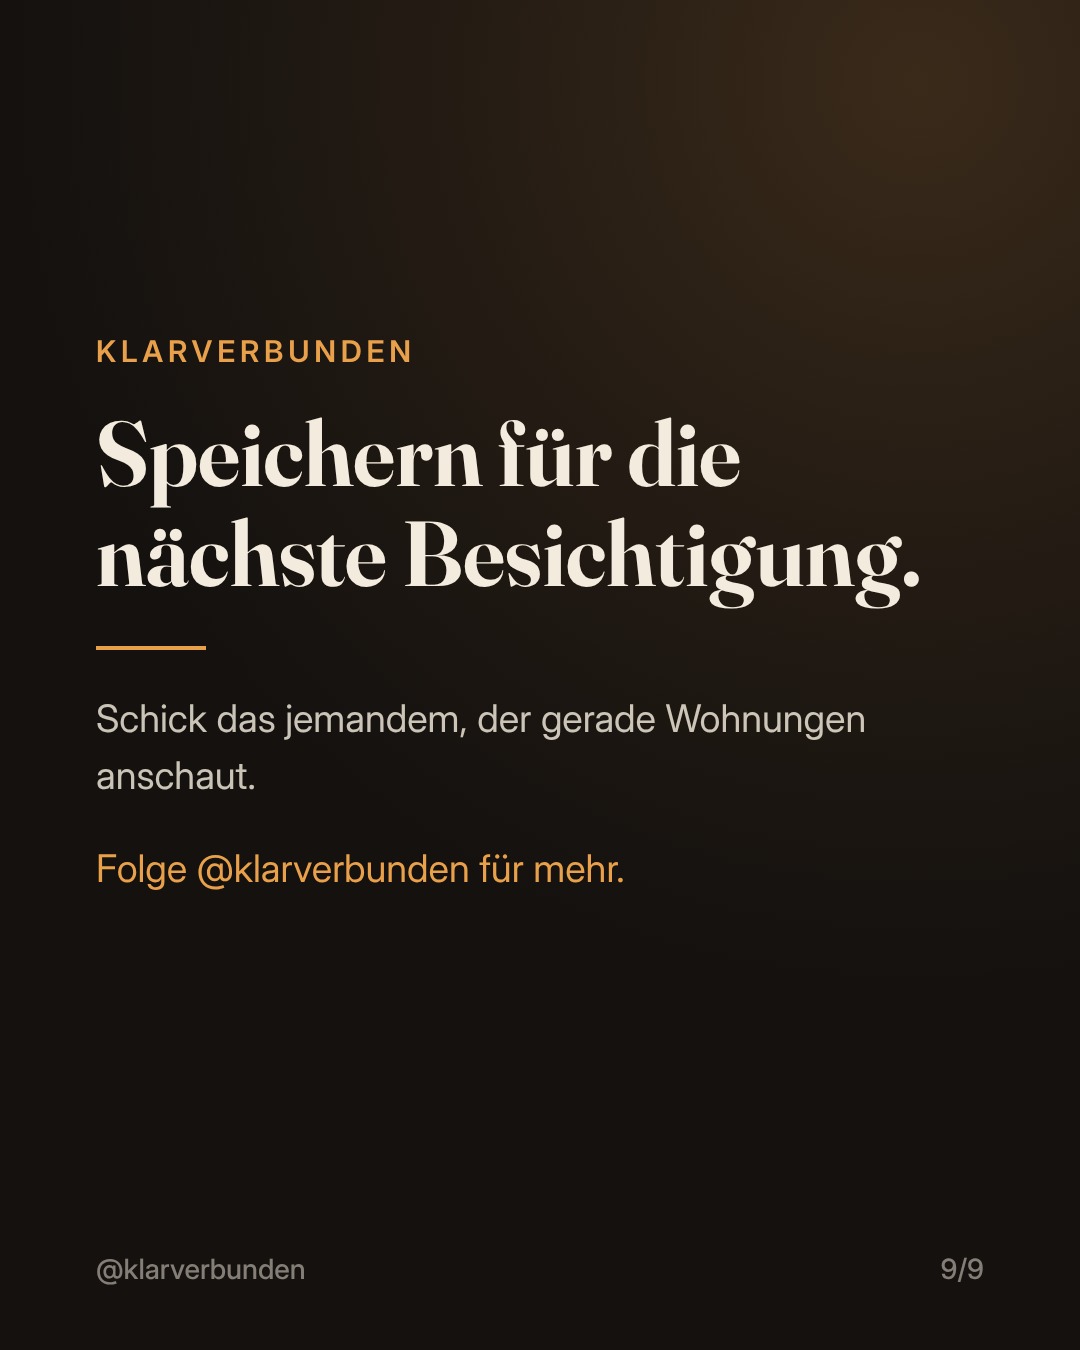 KLARVERBUNDEN
Speichern für die
nächste Besichtigung.
Schick das jemandem, der gerade Wohnungen
anschaut.
Folge @klarverbunden für mehr.
@klarverbunden
9/9